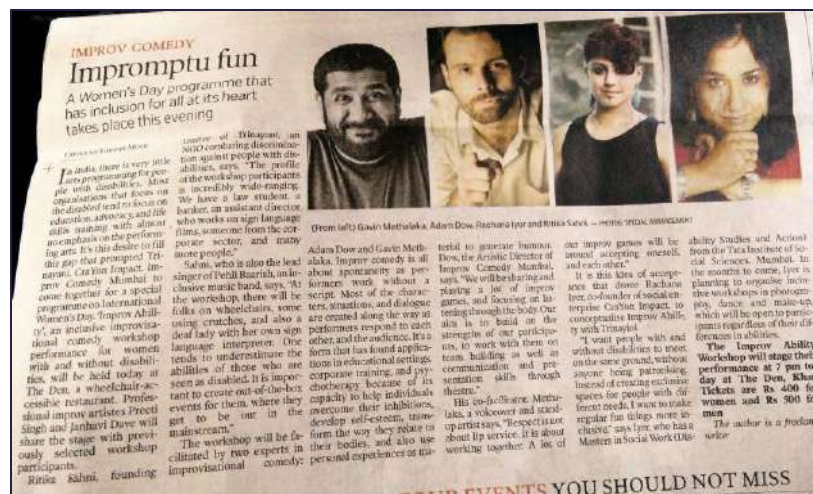 IMPROV COMEDY
Impromptu fun
A Women's Day programme that
has inclusion for all at its heart
takes place this evening
In India, there is very little
arts programming for peo-
ple with disabilities. Most
organisations that focus on
the disabled tend to focus on
education, advocacy, and life
skills training with almost
no emphasis on the perform-
ing arts. It's this desire to fill
this gap that prompted Tri-
nayani, CraYon Impact, Im-
prov Comedy Mumbai to
come together for a special
programme on International
Women's Day. 'Improv Abili-
ty', an inclusive improvisa-
tional comedy workshop
performance for women
with and without disabili-
ties, will be held today at
The Den, a wheelchair-ac-
cessible restaurant. Profes-
sional improv artistes Preeti
Singh and Janhavi Dave will
share the stage with previ-
ously selected workshop
participants.
Ritika Sahni, founding
trustee of Trinayani, an
NGO combating discrimina-
tion against people with dis-
abilities, says, "The profile
of the workshop participants
is incredibly wide-ranging.
We have a law student, a
banker, an assistant director
who works on sign language
films, someone from the cor-
porate sector, and many
more people."
Sahni, who is also the lead
singer of Pehli Baarish, an in-
clusive music band, says, "At
the workshop, there will be
folks on wheelchairs, some
using crutches, and also a
deaf lady with her own sign
language interpreter. One
tends to underestimate the
abilities of those who are
seen as disabled. It is impor-
tant to create out-of-the-box
events for them, where they
get to be out in the
mainstream."
The workshop will be fa-
cilitated by two experts in
improvisational comedy:
(From left) Gavin Methalaka, Adam Dow, Rachana Iyer and Ritika Sahni. — PHOTOS: SPECIAL ARRANGEMENT
Adam Dow and Gavin Meth-
alaka. Improv comedy is all
about spontaneity as per-
formers work without a
script. Most of the charac-
ters, situations, and dialogue
are created along the way as
performers respond to each
other, and the audience. It's a
form that has found applica-
tions in educational settings,
corporate training, and psy-
chotherapy because of its
capacity to help individuals
overcome their inhibitions,
develop self-esteem, trans-
form the way they relate to
their bodies, and also use
personal experiences as ma-
terial to generate humour.
Dow, the Artistic Director of
Improv Comedy Mumbai,
says, "We will be sharing and
playing a lot of improv
games, and focusing on lis-
tening through the body. Our
aim is to build on the
strengths of our participa-
nts, to work with them on
team building as well as
communication and pre-
sentation skills through
theatre."
His co-facilitator, Metha-
laka, a voiceover and stand-
up artist says, "Respect is not
about lip service, it is about
working together. A lot of
our improv games will be
around accepting oneself,
and each other."
It is this idea of accept-
ance that drove Rachana
Iyer, co-founder of social en-
terprise CraYon Impact, to
conceptualise Improv Abili-
ty with Trinayani.
"I want people with and
without disabilities to meet
on the same ground, without
anyone being patronising.
Instead of creating exclusive
spaces for people with dif-
ferent needs, I want to make
regular fun things more in-
clusive," says Iyer, who has a
Masters in Social Work (Dis-
ability Studies and Action)
from the Tata Institute of So-
cial Sciences, Mumbai. In
the months to come, Iyer is
planning to organise inclu-
sive workshops in photogra-
phy, dance and make-up,
which will be open to partici-
pants regardless of their dif-
ferences in abilities.
The Improv Ability
Workshop will stage their
performance at 7 pm to-
day at The Den, Khar
Tickets are Rs 400 for
women and Rs 500 for
men
The author is a freelan
writer
EVENTS YOU SHOULD NOT MISS